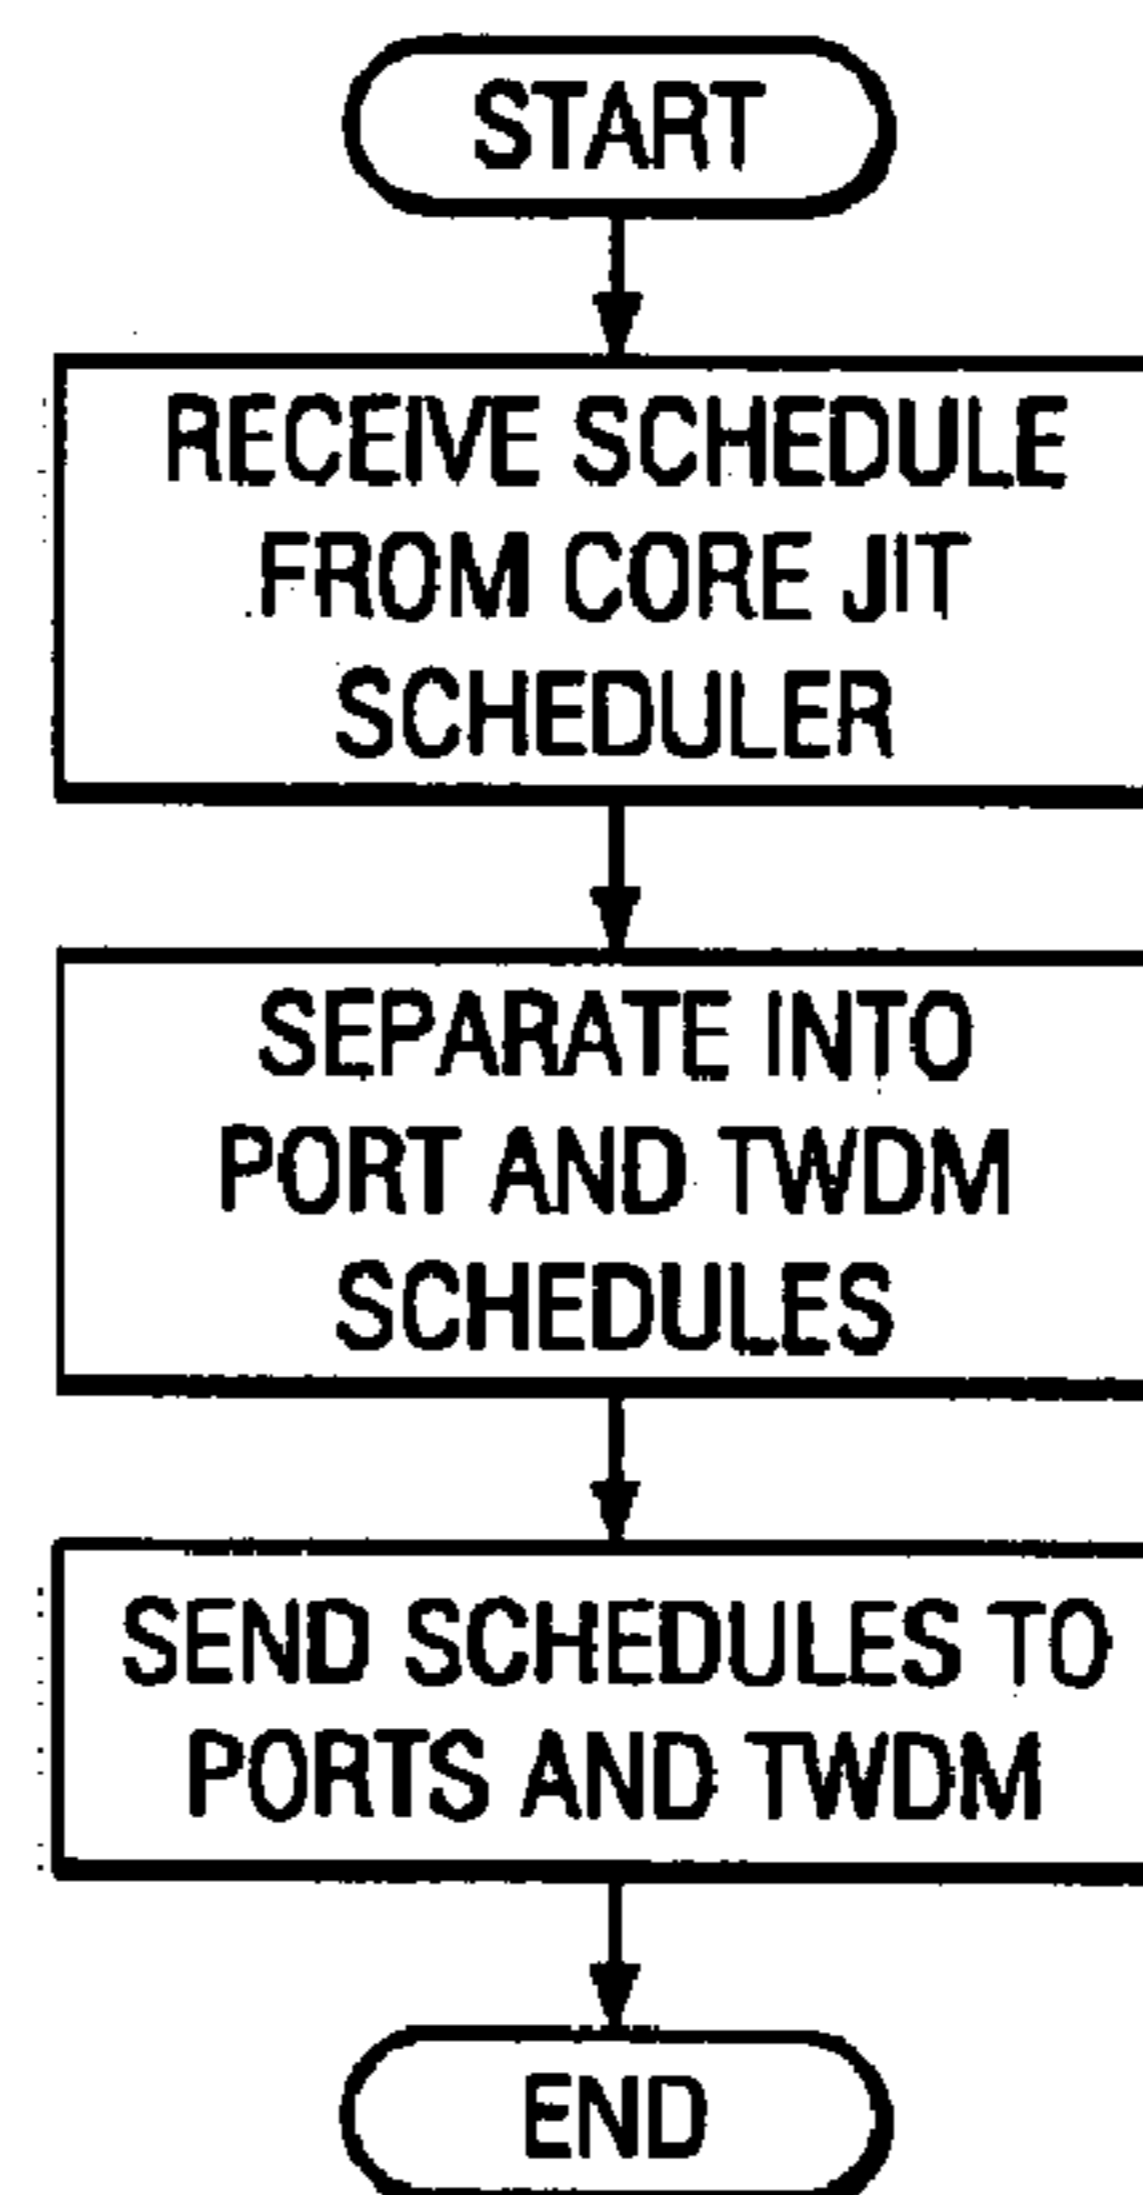 START
RECEIVE SCHEDULE
FROM CORE JIT
SCHEDULER
SEPARATE INTO
PORT AND TWDM
SCHEDULES
SEND SCHEDULES TO
PORTS AND TWDM
END